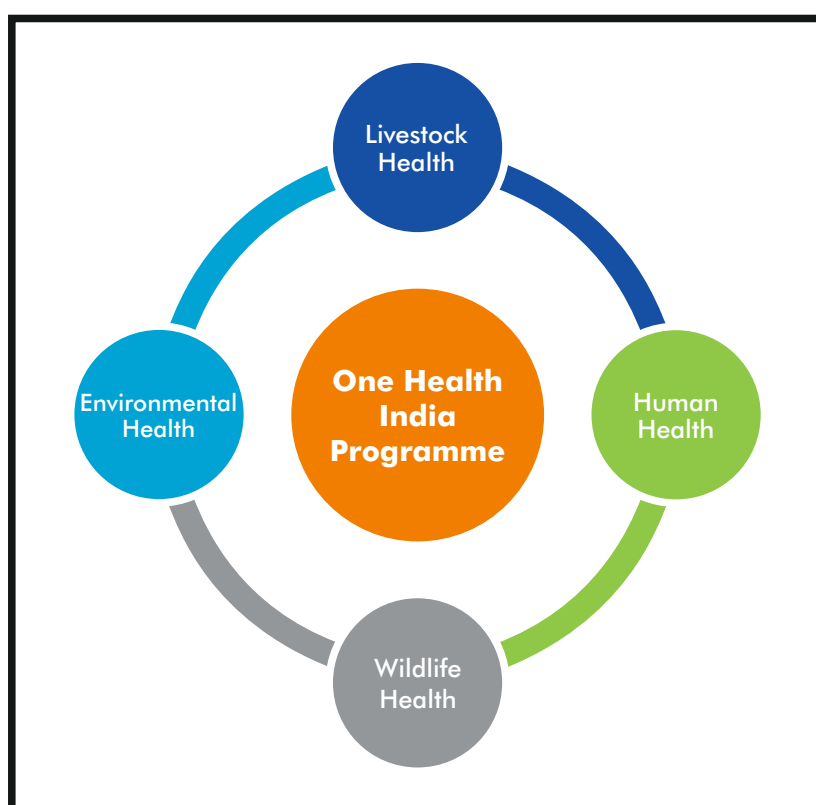 Livestock
Health
One Health
India
Programme
Environmental
Health
Human
Health
Wildlife
Health